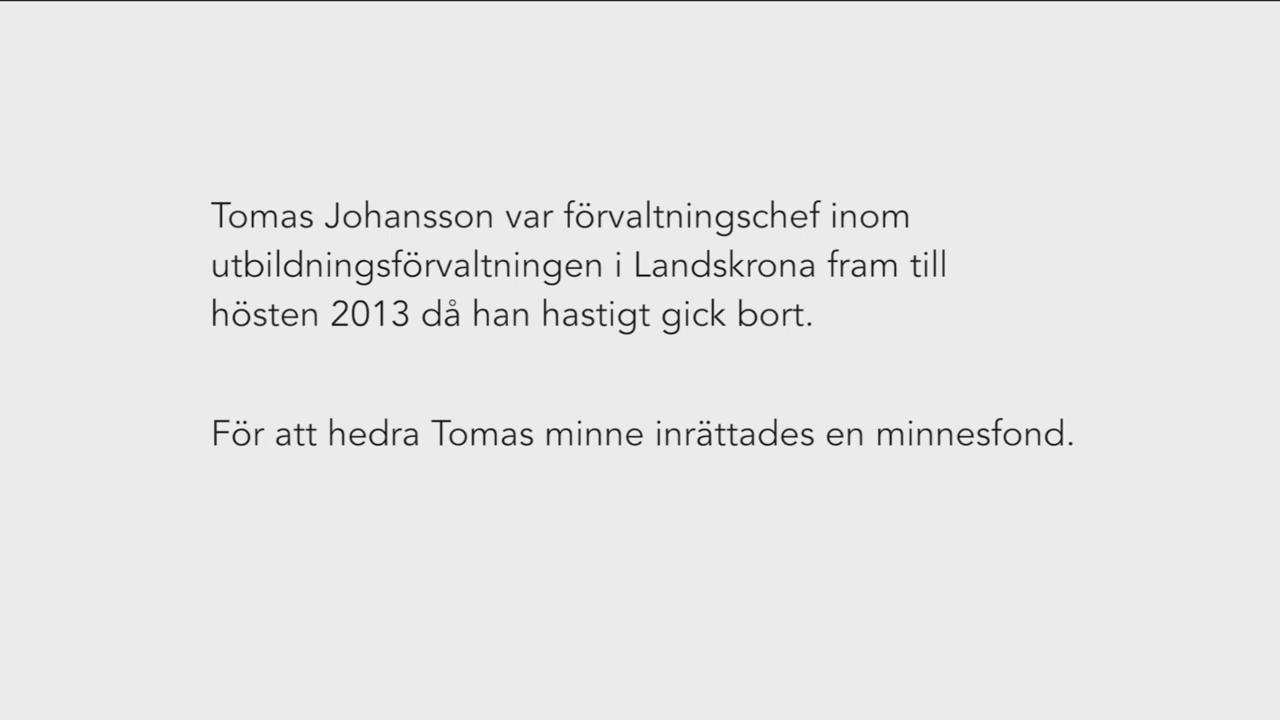 Tomas Johansson var förvaltningschef inom
utbildningsförvaltningen i Landskrona fram till
hösten 2013 då han hastigt gick bort.
För att hedra Tomas minne inrättades en minnesfond.